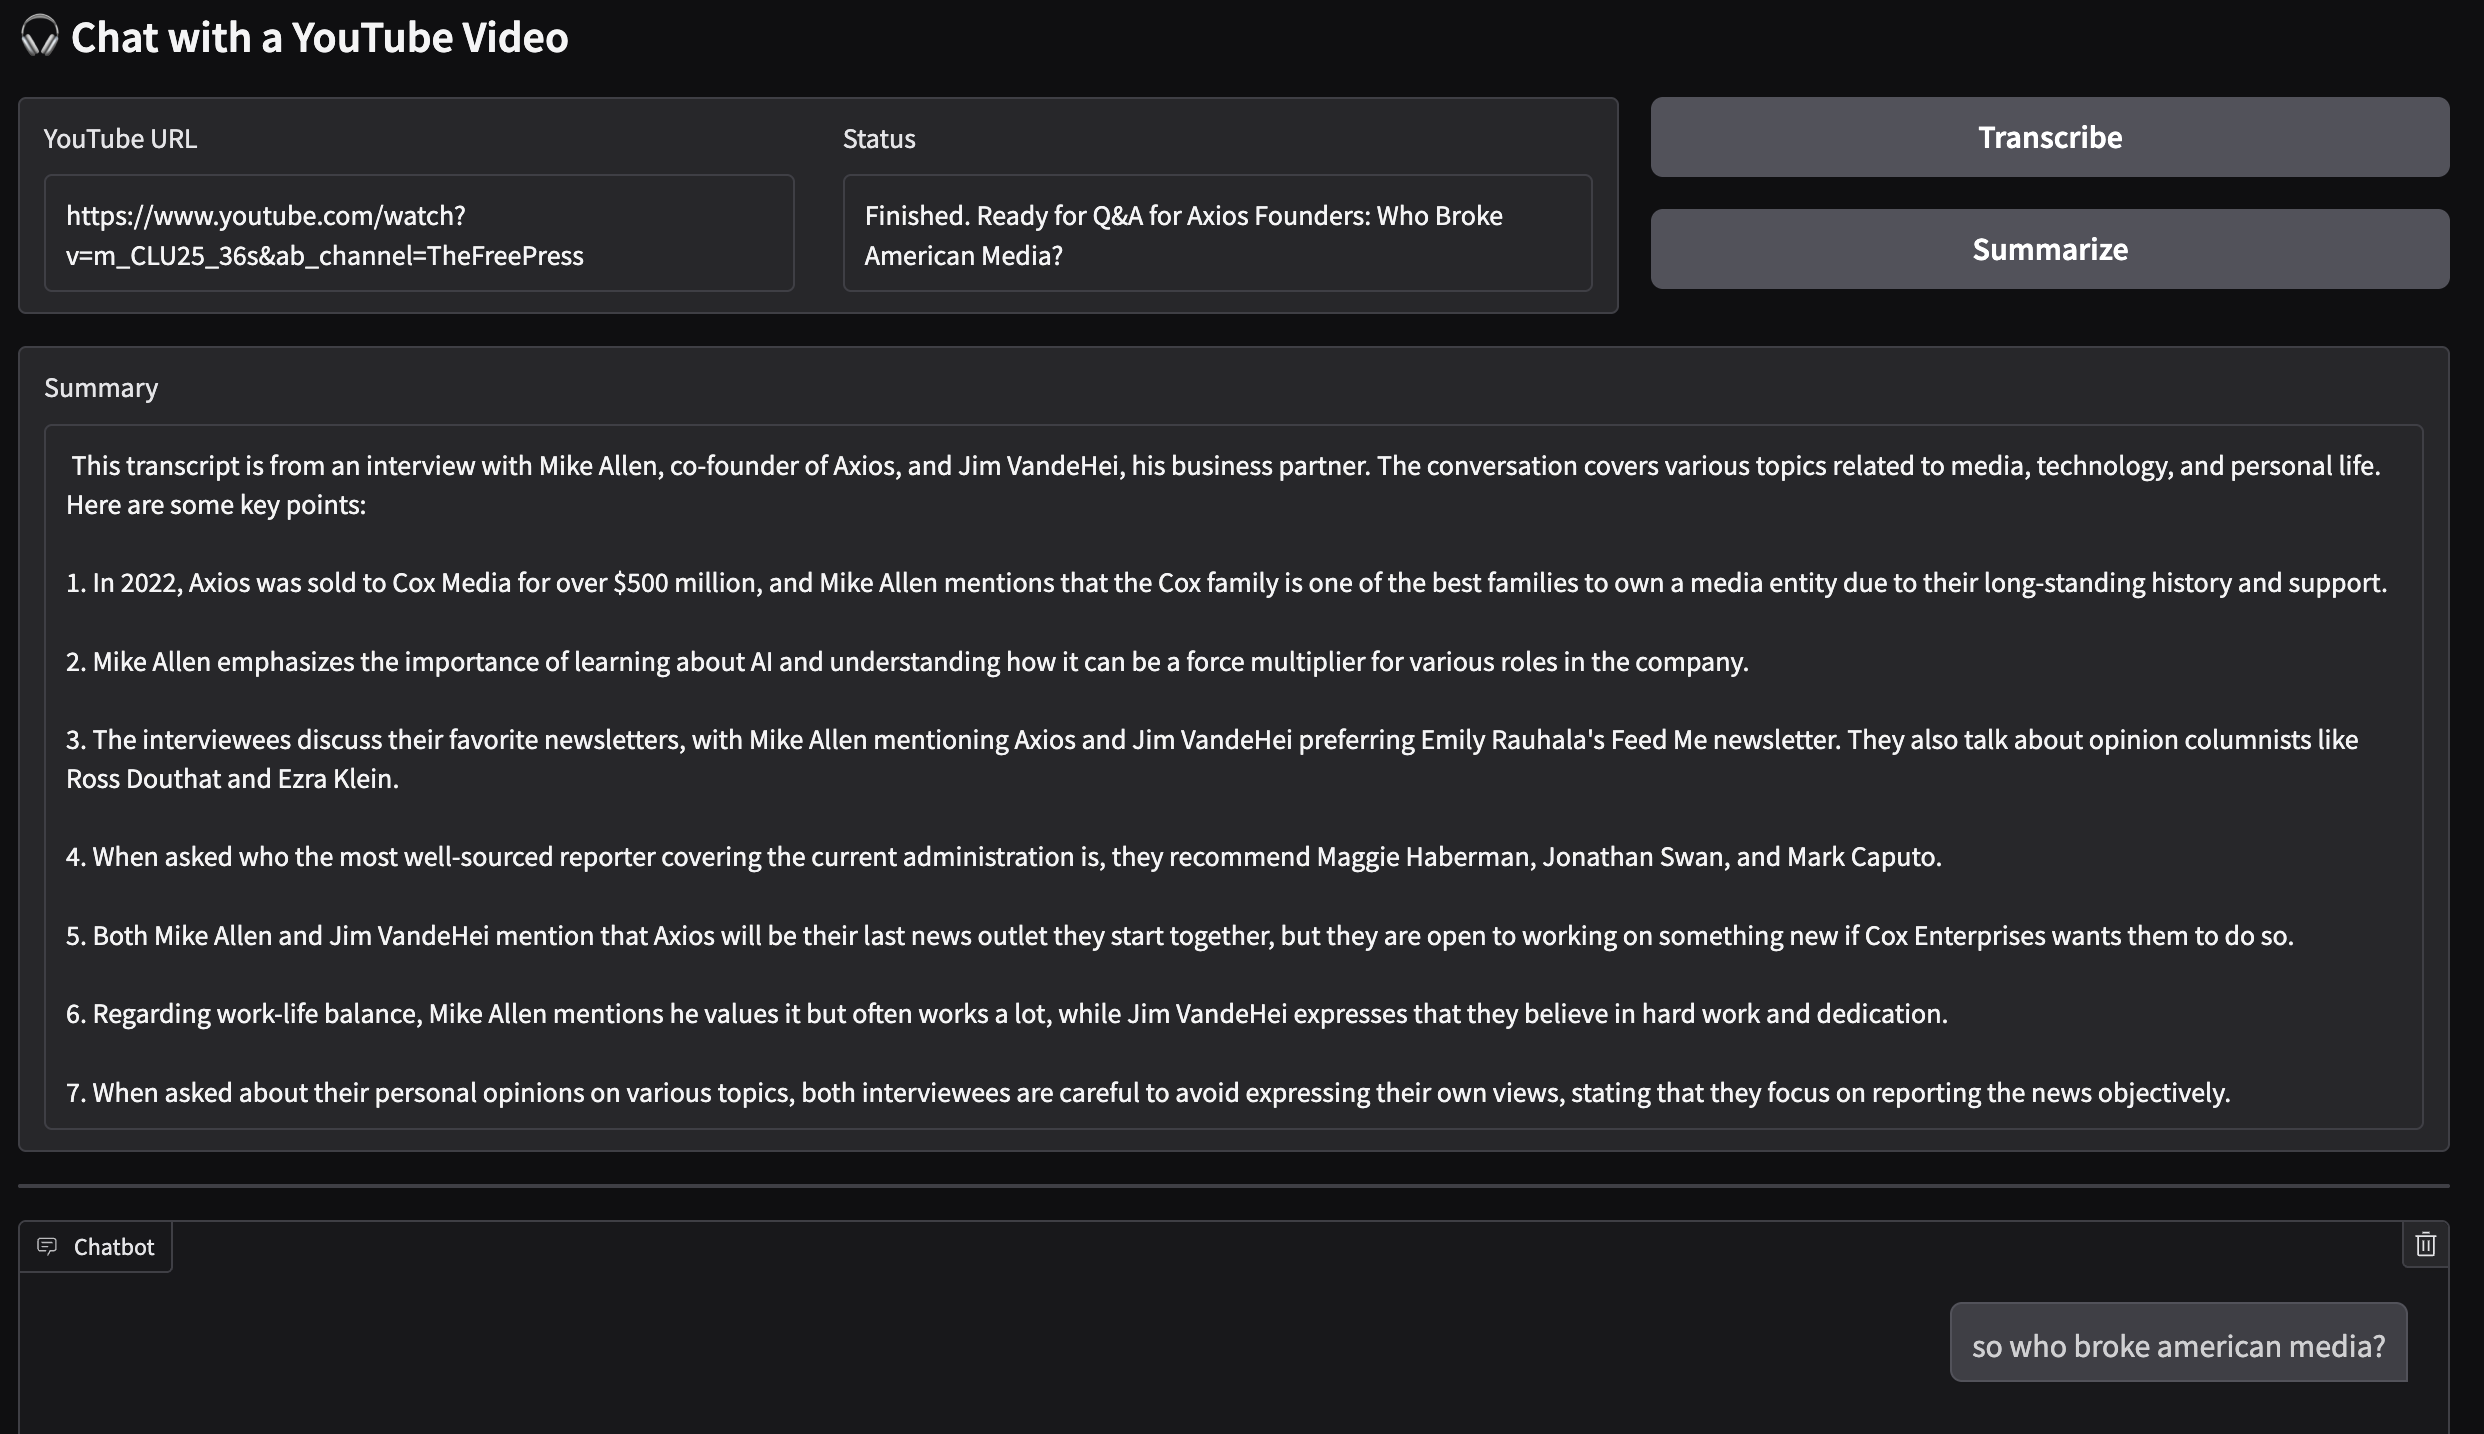 🎧 Chat with a YouTube Video
YouTube URL
https://www.youtube.com/watch?
v=m_CLU25_36s&ab_channel=TheFreePress
Status
Finished. Ready for Q&A for Axios Founders: Who Broke
American Media?
Transcribe
Summarize
Summary
This transcript is from an interview with Mike Allen, co-founder of Axios, and Jim VandeHei, his business partner. The conversation covers various topics related to media, technology, and personal life.
Here are some key points:
1. In 2022, Axios was sold to Cox Media for over $500 million, and Mike Allen mentions that the Cox family is one of the best families to own a media entity due to their long-standing history and support.
2. Mike Allen emphasizes the importance of learning about AI and understanding how it can be a force multiplier for various roles in the company.
3. The interviewees discuss their favorite newsletters, with Mike Allen mentioning Axios and Jim VandeHei preferring Emily Rauhala's Feed Me newsletter. They also talk about opinion columnists like
Ross Douthat and Ezra Klein.
4. When asked who the most well-sourced reporter covering the current administration is, they recommend Maggie Haberman, Jonathan Swan, and Mark Caputo.
5. Both Mike Allen and Jim VandeHei mention that Axios will be their last news outlet they start together, but they are open to working on something new if Cox Enterprises wants them to do so.
6. Regarding work-life balance, Mike Allen mentions he values it but often works a lot, while Jim VandeHei expresses that they believe in hard work and dedication.
7. When asked about their personal opinions on various topics, both interviewees are careful to avoid expressing their own views, stating that they focus on reporting the news objectively.
Chatbot
so who broke american media?